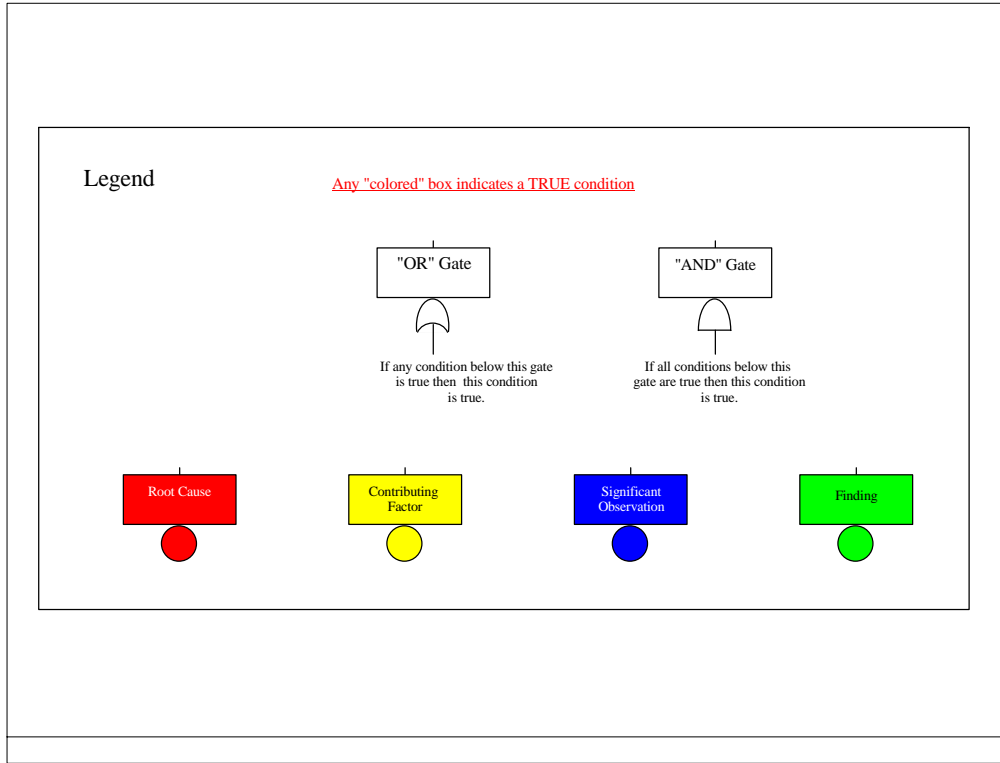 Legend
Any "colored" box indicates a TRUE condition
"OR" Gate
If any condition below this gate
is true then this condition
is true.
"AND" Gate
If all conditions below this
gate are true then this condition
is true.
Root Cause
Contributing
Factor
Significant
Observation
Finding